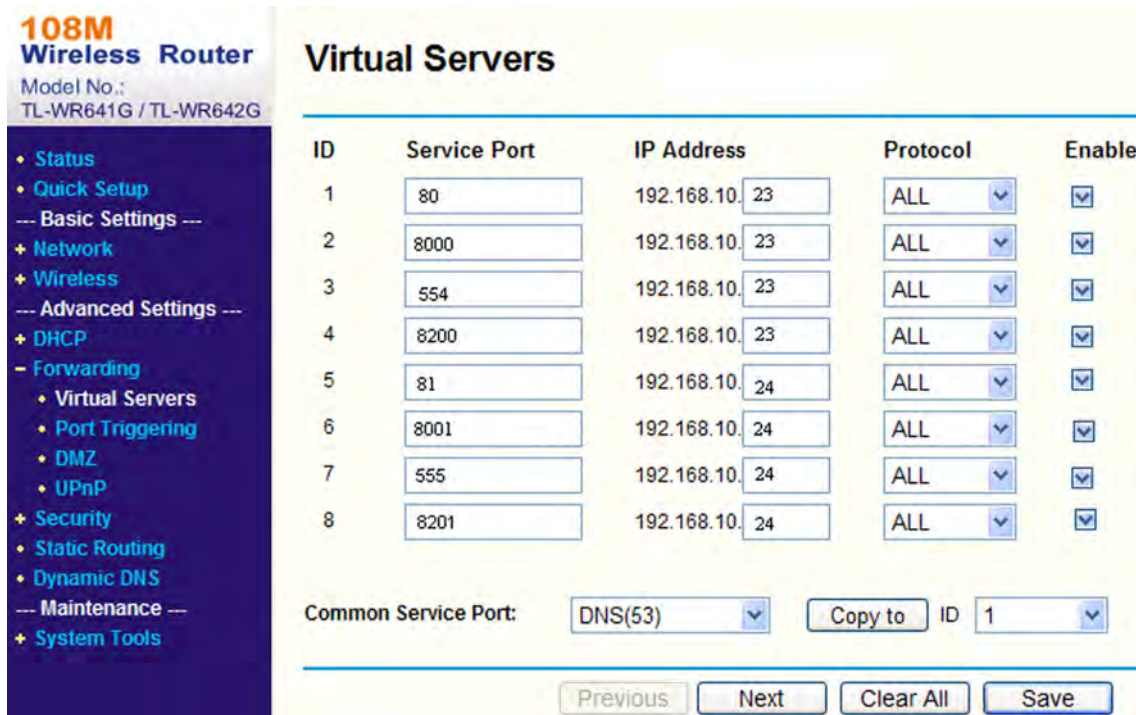 108M
Wireless Router
Model No.:
TL-WR641G / TL-WR642G
Status
Quick Setup
--- Basic Settings ---
Network
Wireless
--- Advanced Settings ---
DHCP
Forwarding
Virtual Servers
Port Triggering
DMZ
UPnP
Security
Static Routing
Dynamic DNS
--- Maintenance ---
System Tools
Virtual Servers
ID Service Port IP Address Protocol Enable
1 80 192.168.10. 23 ALL
2 8000 192.168.10. 23 ALL
3 554 192.168.10. 23 ALL
4 8200 192.168.10. 23 ALL
5 81 192.168.10. 24 ALL
6 8001 192.168.10. 24 ALL
7 555 192.168.10. 24 ALL
8 8201 192.168.10. 24 ALL
Common Service Port: DNS(53) Copy to ID 1
Previous Next Clear All Save